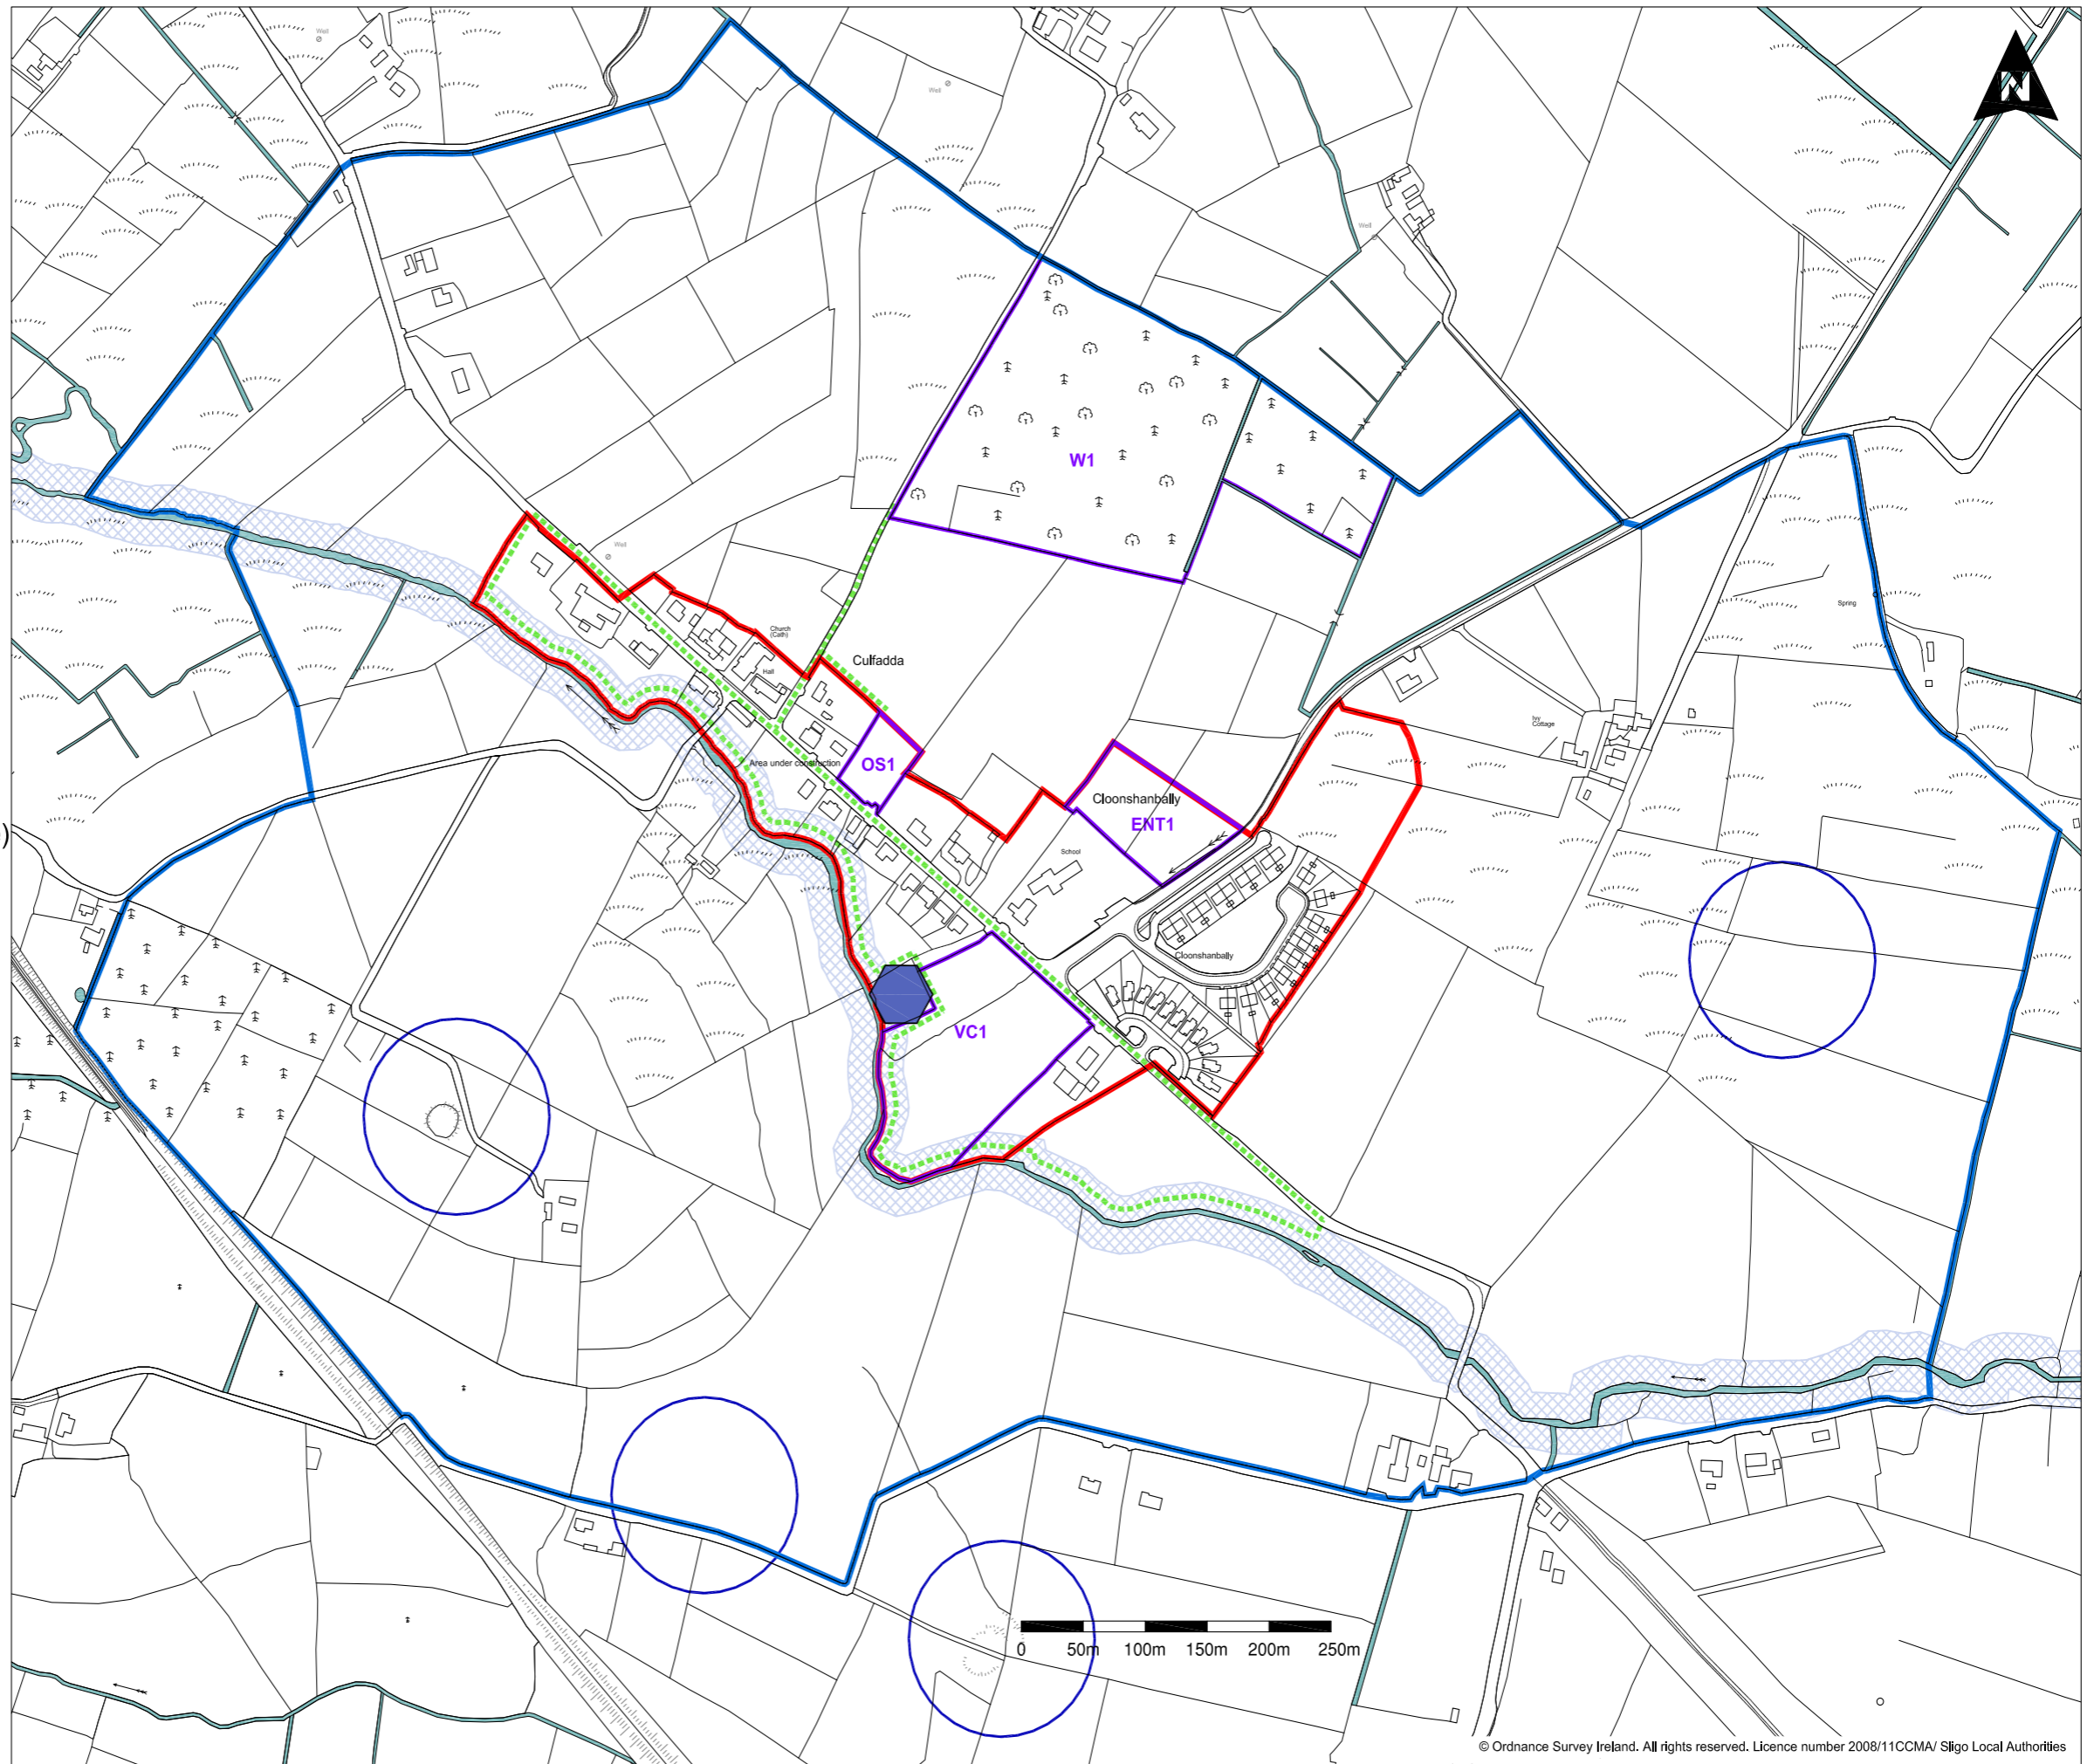 Well
Well
N
Well
W1
Well
Spring
Church
(Cath)
Culfadda
Hall
Ivy
Cottage
Area under construction
OS1
Cloonshanbally
ENT1
)
School
Cloonshanbally
VC1
0 50m 100m 150m 200m 250m
© Ordnance Survey Ireland. All rights reserved. Licence number 2008/11CCMA/ Sligo Local Authorities